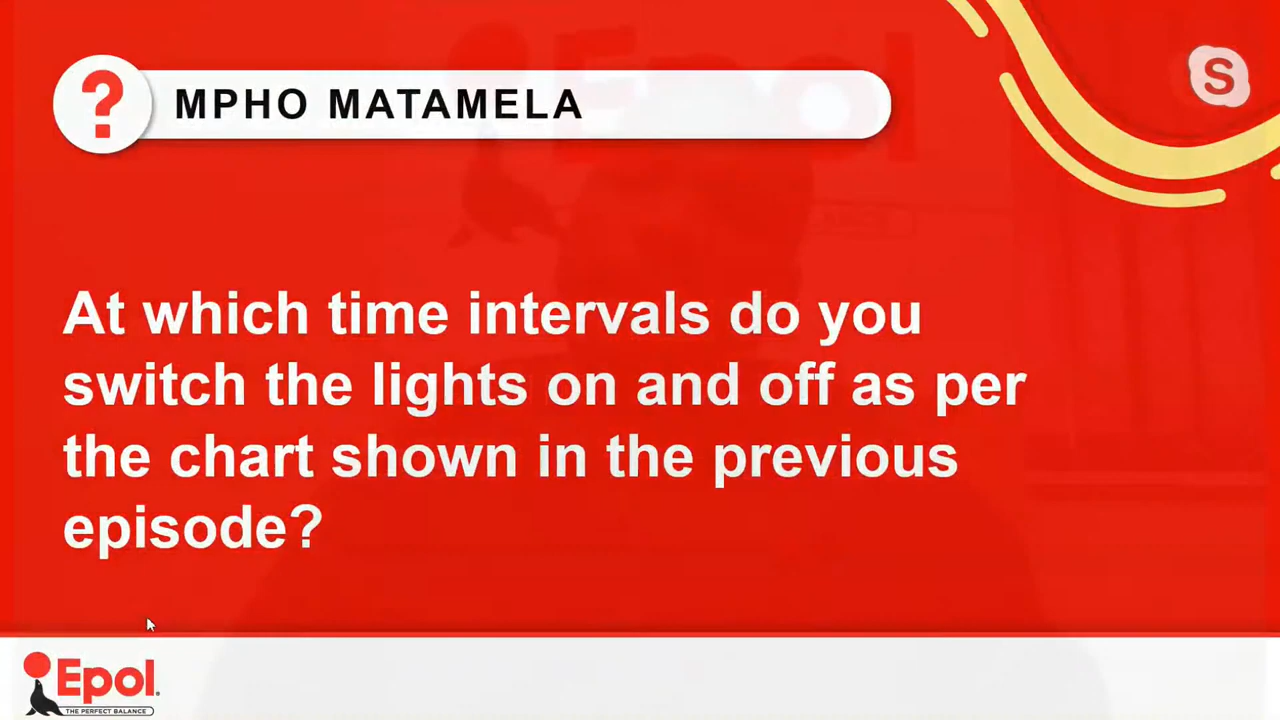 ?
MPHO MATAMELA
S
At which time intervals do you
switch the lights on and off as per
the chart shown in the previous
episode?
Epol
THE PERFECT BALANCE